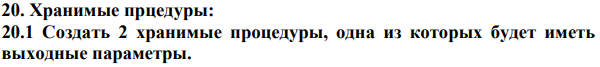 20. Хранимые прцедуры:
20.1 Создать 2 хранимые процедуры, одна из которых будет иметь
выходные параметры.